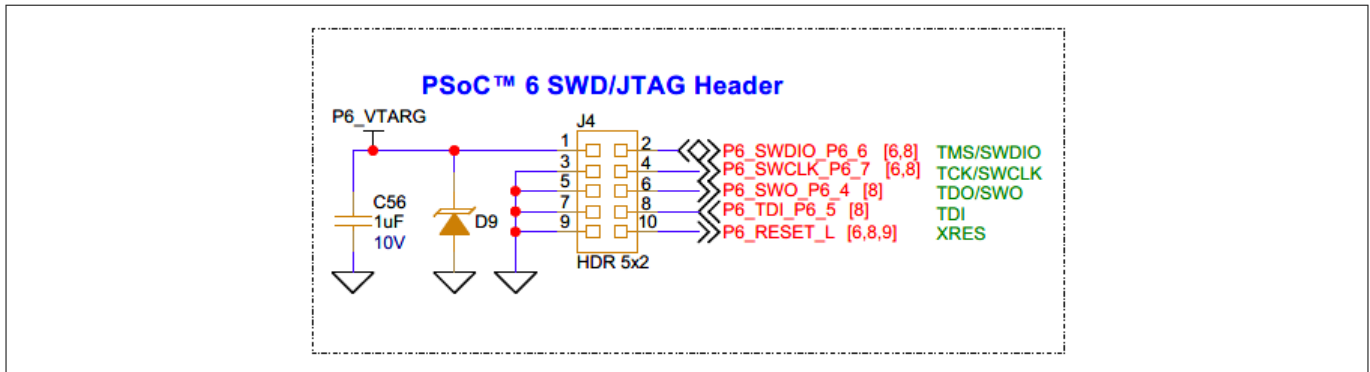 PSoC™ 6 SWD/JTAG Header
P6_VTARG
J4
1 2 P6_SWDIO_P6_6 [6,8] TMS/SWDIO
3 4 P6_SWCLK_P6_7 [6,8] TCK/SWCLK
5 6 P6_SWO_P6_4 [8] TDO/SWO
7 8 P6_TDI_P6_5 [8] TDI
9 10 P6_RESET_L [6,8,9] XRES
C56
1uF
10V
D9
HDR 5x2